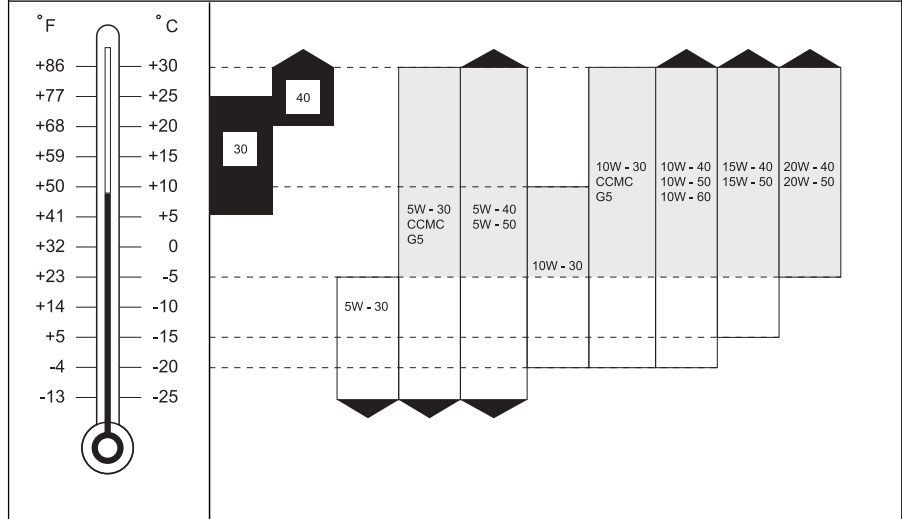 °F °C
+86 +30
+77 +25
+68 +20
+59 +15
+50 +10
+41 +5
+32 0
+23 -5
+14 -10
+5 -15
-4 -20
-13 -25
30
40
5W - 30
5W - 30
CCMC
G5
5W - 40
5W - 50
10W - 30
10W - 30
CCMC
G5
10W - 40
10W - 50
10W - 60
15W - 40
15W - 50
20W - 40
20W - 50